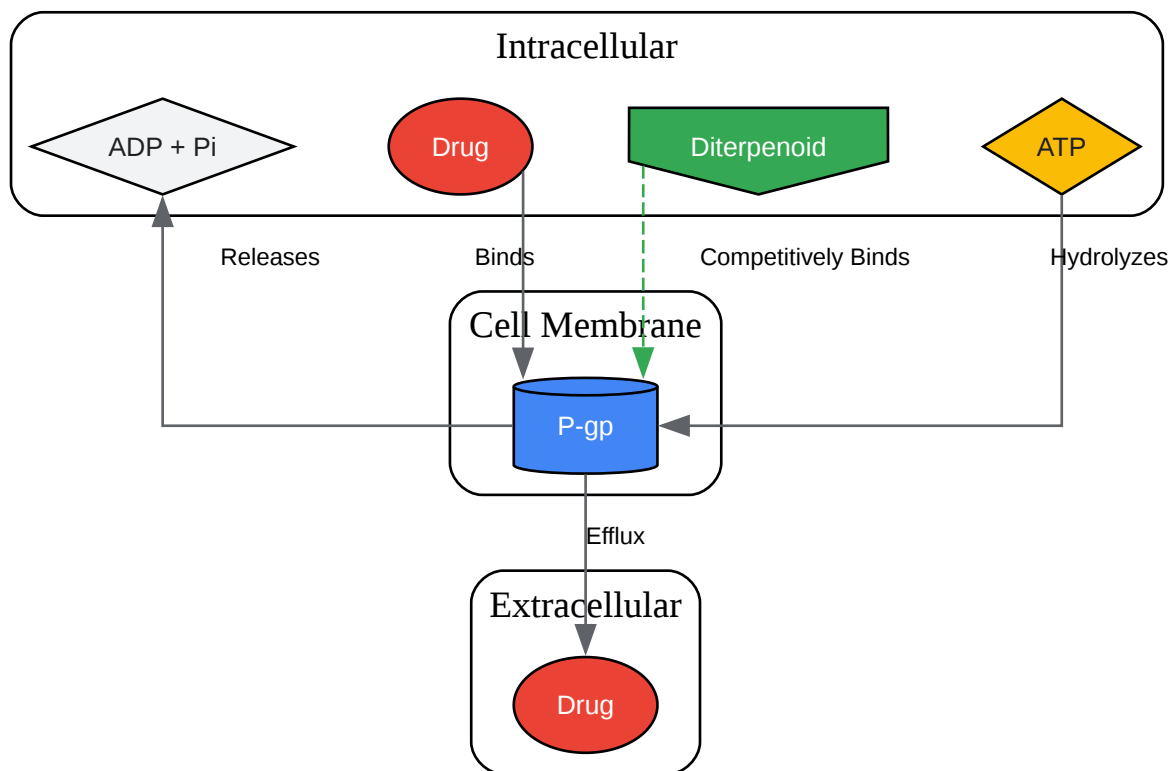 Intracellular
ADP + Pi
Drug
Diterpenoid
ATP
Releases
Binds
Competitively Binds
Hydrolyzes
Cell Membrane
P-gp
Efflux
Extracellular
Drug